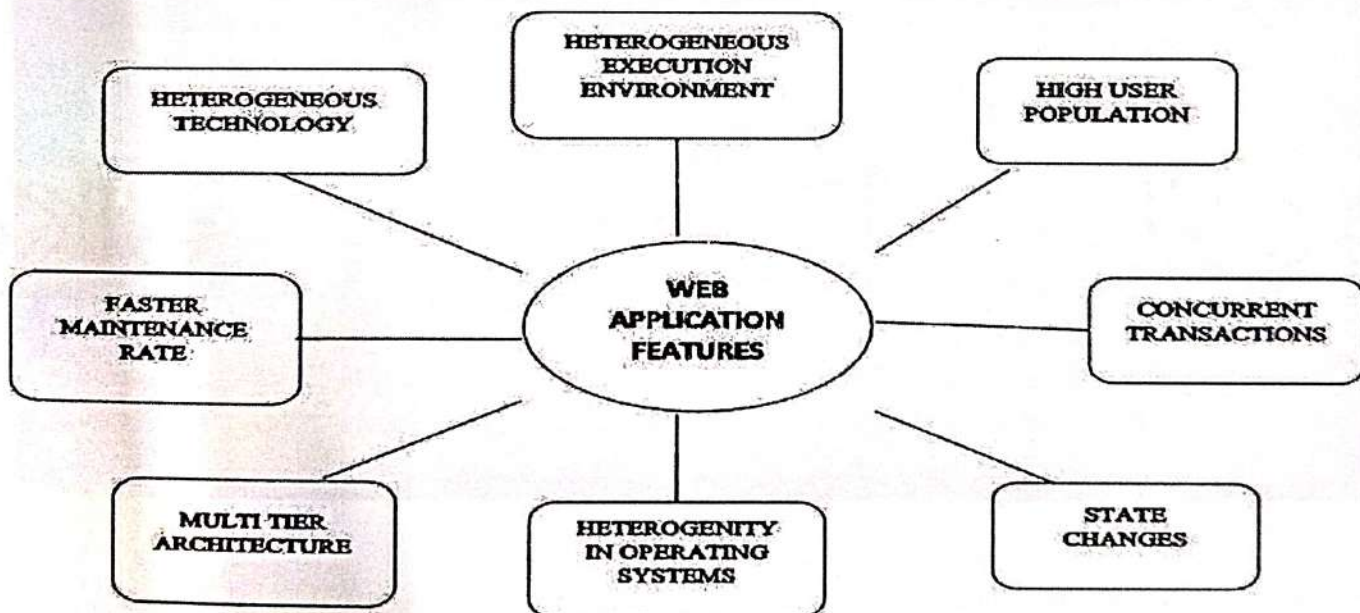 HETEROGENEOUS
EXECUTION
ENVIRONMENT
HETEROGENEOUS
TECHNOLOGY
HIGH USER
POPULATION
FASTER
MAINTENANCE
RATE
WEB
APPLICATION
FEATURES
CONCURRENT
TRANSACTIONS
MULTI TIER
ARCHITECTURE
HETEROGENITY
IN OPERATING
SYSTEMS
STATE
CHANGES